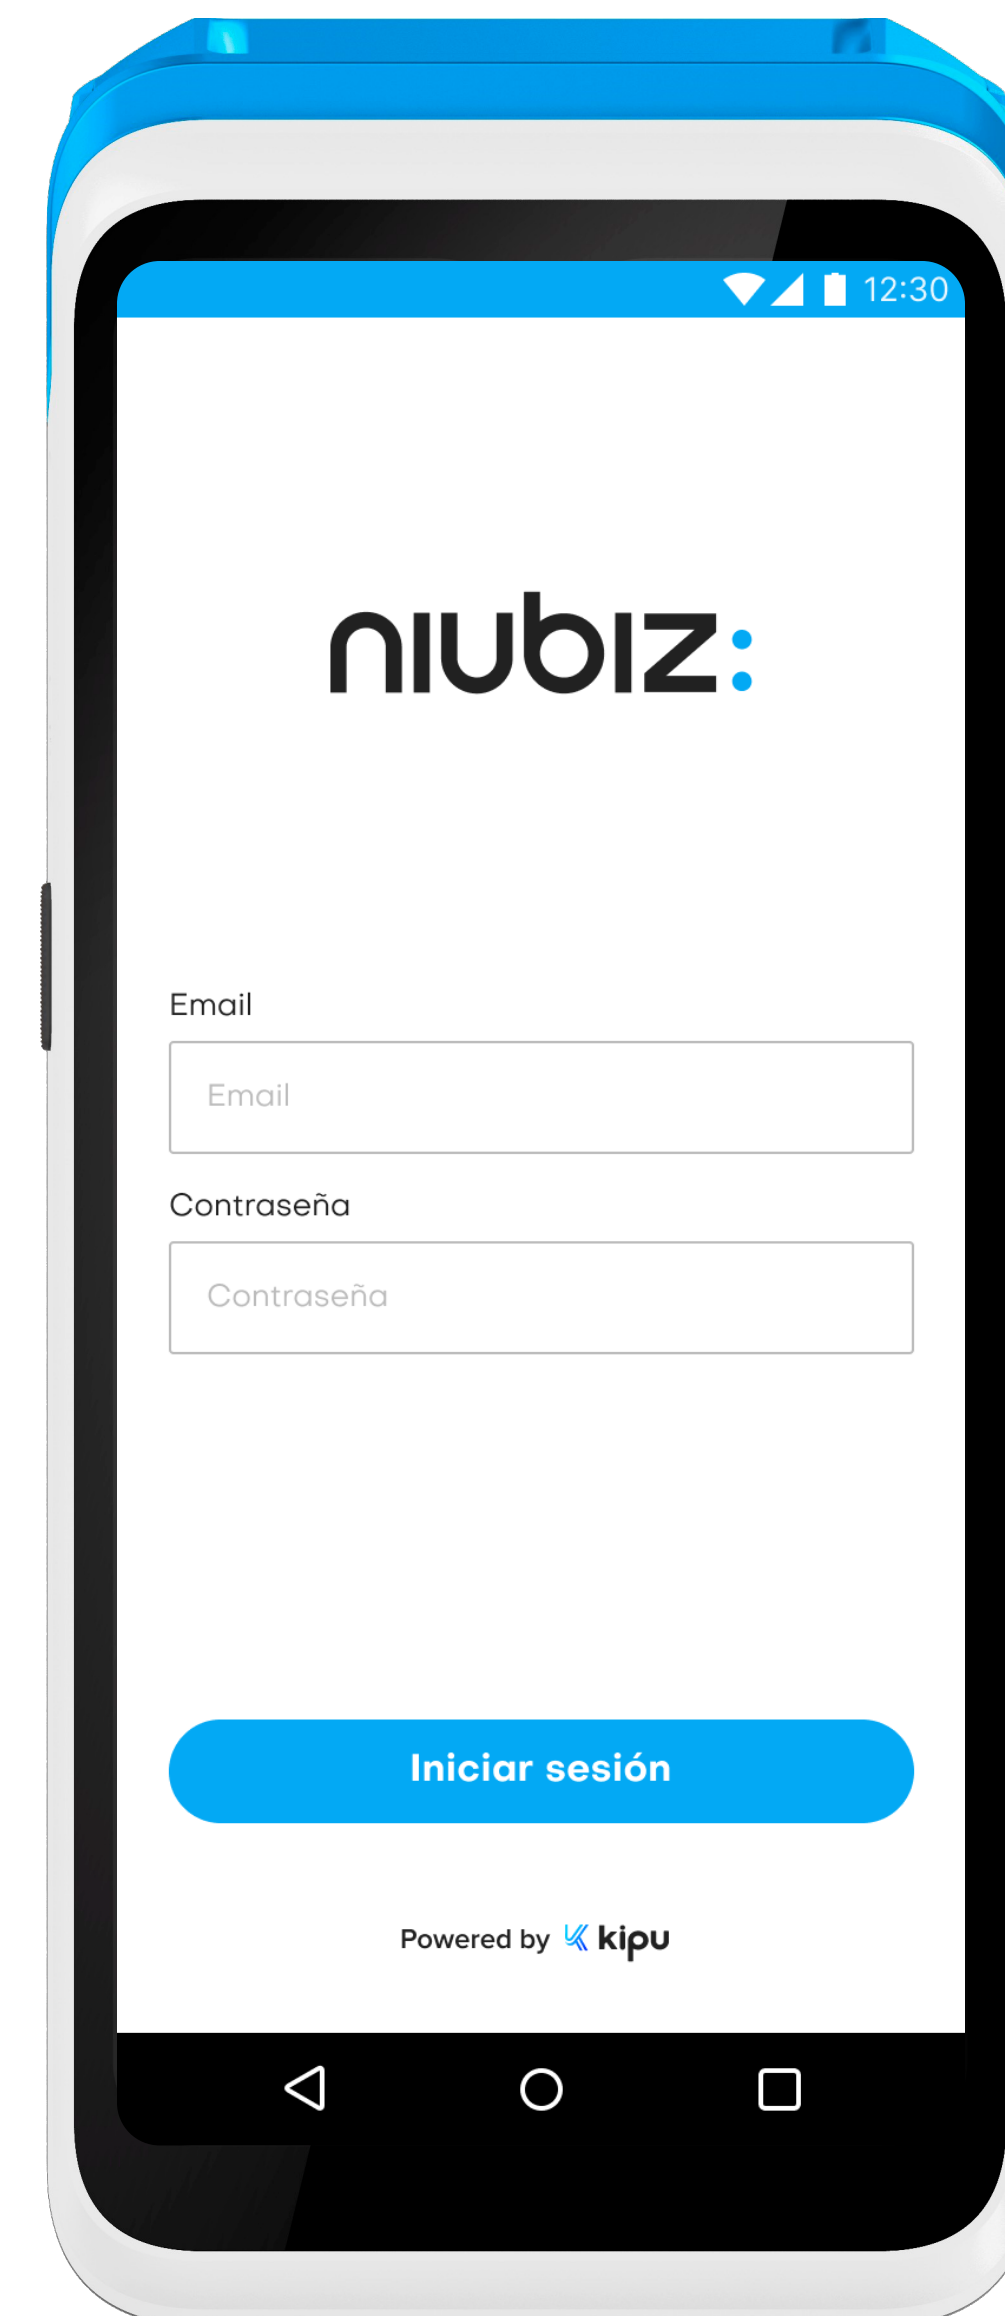 12:30
niubiz:
Email
Email
Contraseña
Contraseña
Iniciar sesión
Powered by kipu